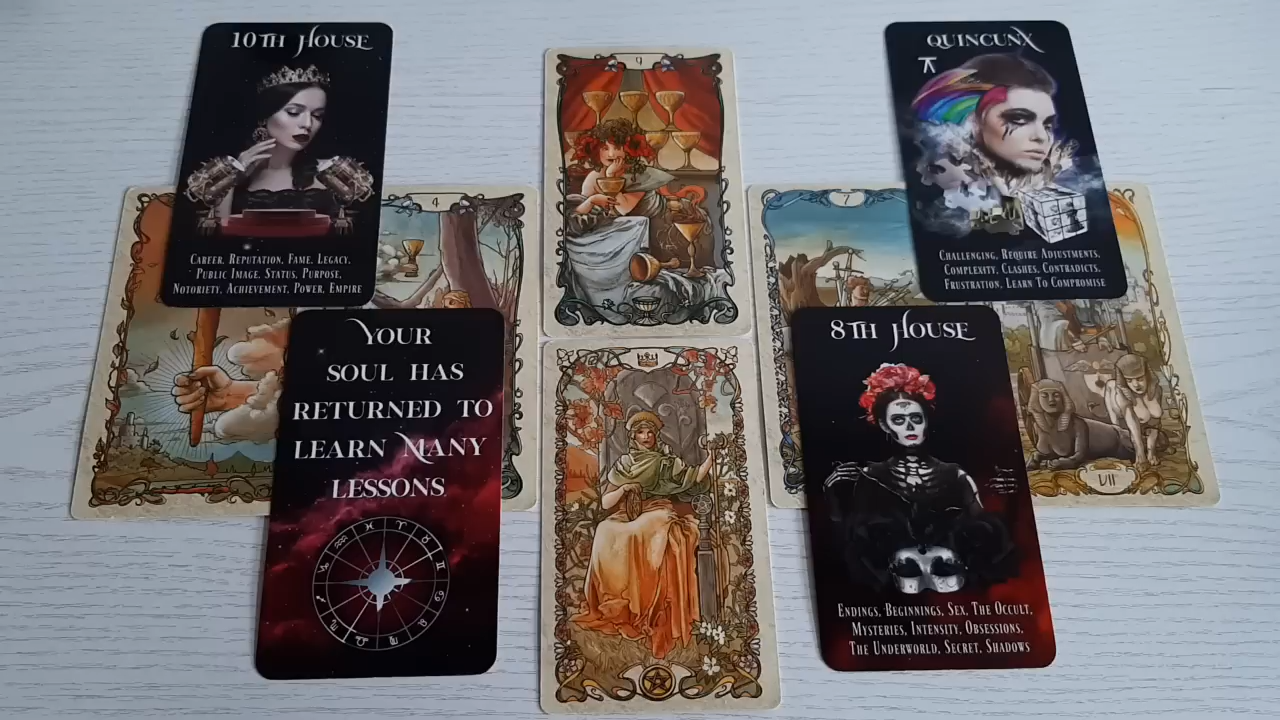 10TH HOUSE
CAREER, REPUTATION, FAME, LEGACY,
PUBLIC IMAGE, STATUS, PURPOSE,
NOTORIETY, ACHIEVEMENT, POWER, EMPIRE
4
YOUR
SOUL HAS
RETURNED TO
LEARN MANY
LESSONS
9
QUINCUNX
CHALLENGING, REQUIRE ADJUSTMENTS,
COMPLEXITY, CLASHES, CONTRADICTS,
FRUSTRATION, LEARN TO COMPROMISE
7
8TH HOUSE
ENDINGS, BEGINNINGS, SEX, THE OCCULT,
MYSTERIES, INTENSITY, OBSESSIONS,
THE UNDERWORLD, SECRET, SHADOWS
VII